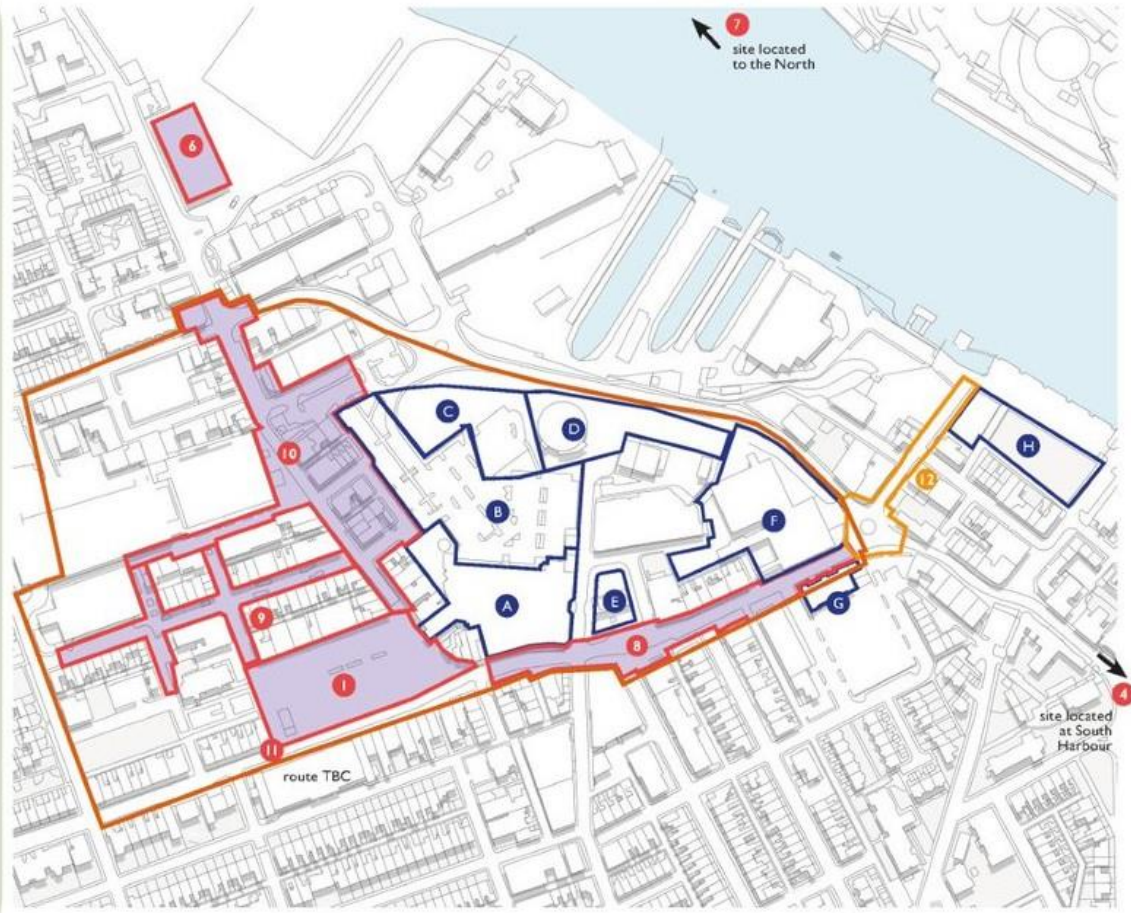 7
site located
to the North
6
C
D
H
10
12
B
F
A
E
G
9
8
1
4
site located
at South
Harbour
11
route TBC